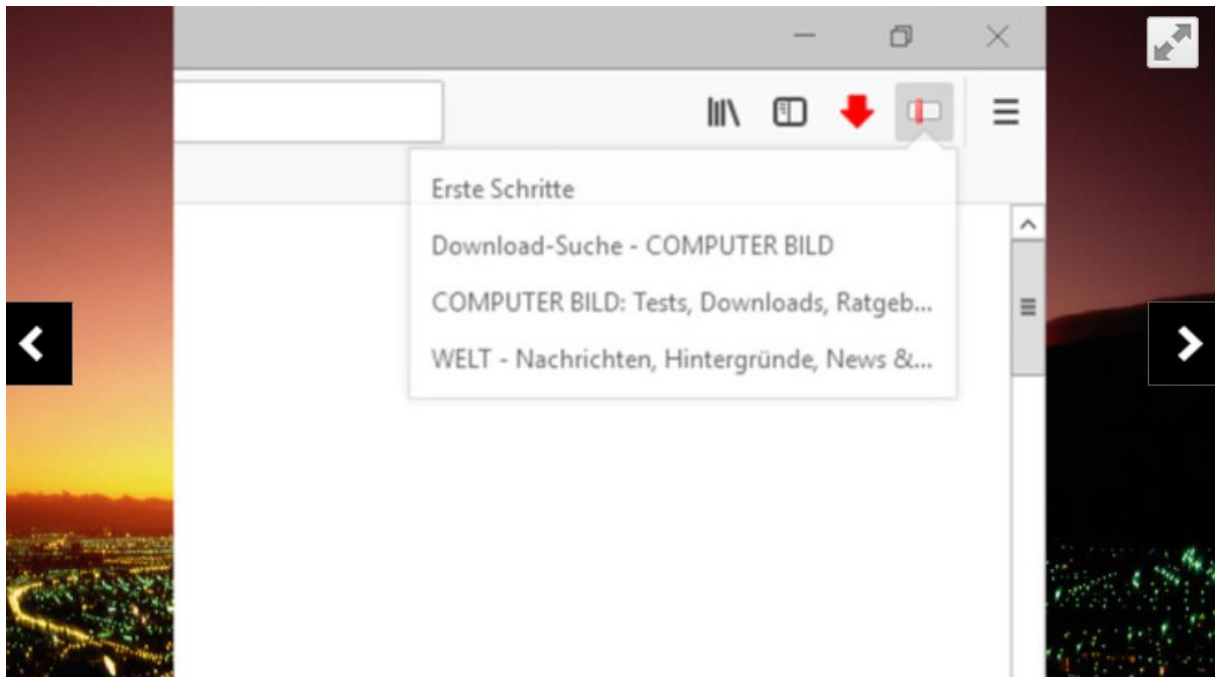 Erste Schritte
Download-Suche - COMPUTER BILD
COMPUTER BILD: Tests, Downloads, Ratgeb...
WELT - Nachrichten, Hintergründe, News &...